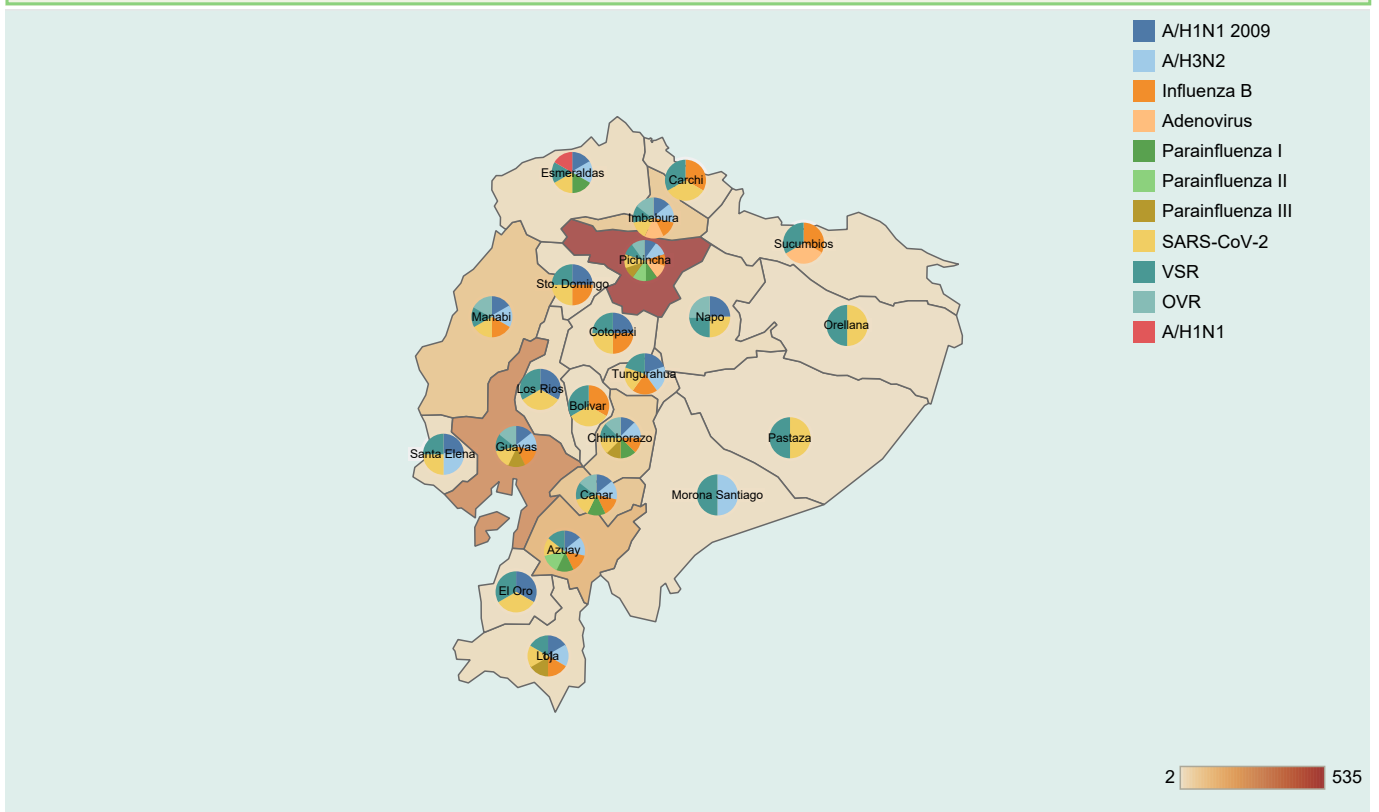 A/H1N1 2009
A/H3N2
Influenza B
Adenovirus
Parainfluenza I
Parainfluenza II
Parainfluenza III
SARS-CoV-2
VSR
OVR
A/H1N1
Esmeraldas
Carchi
Imbabura
Sucumbios
Pichincha
Sto. Domingo
Manabi
Napo
Orellana
Cotopaxi
Tungurahua
Los Rios
Bolivar
Chimborazo
Pastaza
Guayas
Santa Elena
Canar
Morona Santiago
Azuay
El Oro
Loja
2
535